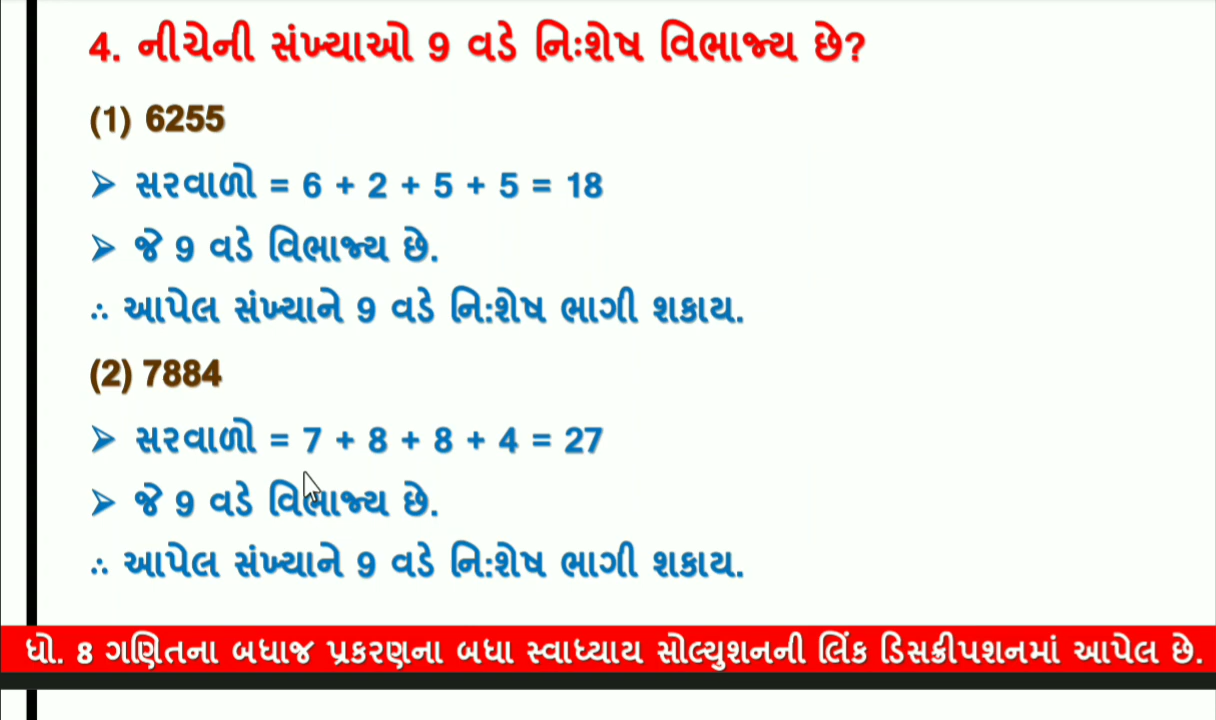 4. નીચેની સંખ્યાઓ 9 વડે નિઃશેષ વિભાજ્ય છે?
(1) 6255
➢ સરવાળો = 6 + 2 + 5 + 5 = 18
➢ જે 9 વડે વિભાજ્ય છે.
∴ આપેલ સંખ્યાને 9 વડે નિ:શેષ ભાગી શકાય.
(2) 7884
➢ સરવાળો = 7 + 8 + 8 + 4 = 27
➢ જે 9 વડે વિભાજ્ય છે.
∴ આપેલ સંખ્યાને 9 વડે નિ:શેષ ભાગી શકાય.
ધો. 8 ગણિતના બધાજ પ્રકરણના બધા સ્વાધ્યાય સોલ્યુશનની લિંક ડિસક્રીપશનમાં આપેલ છે.